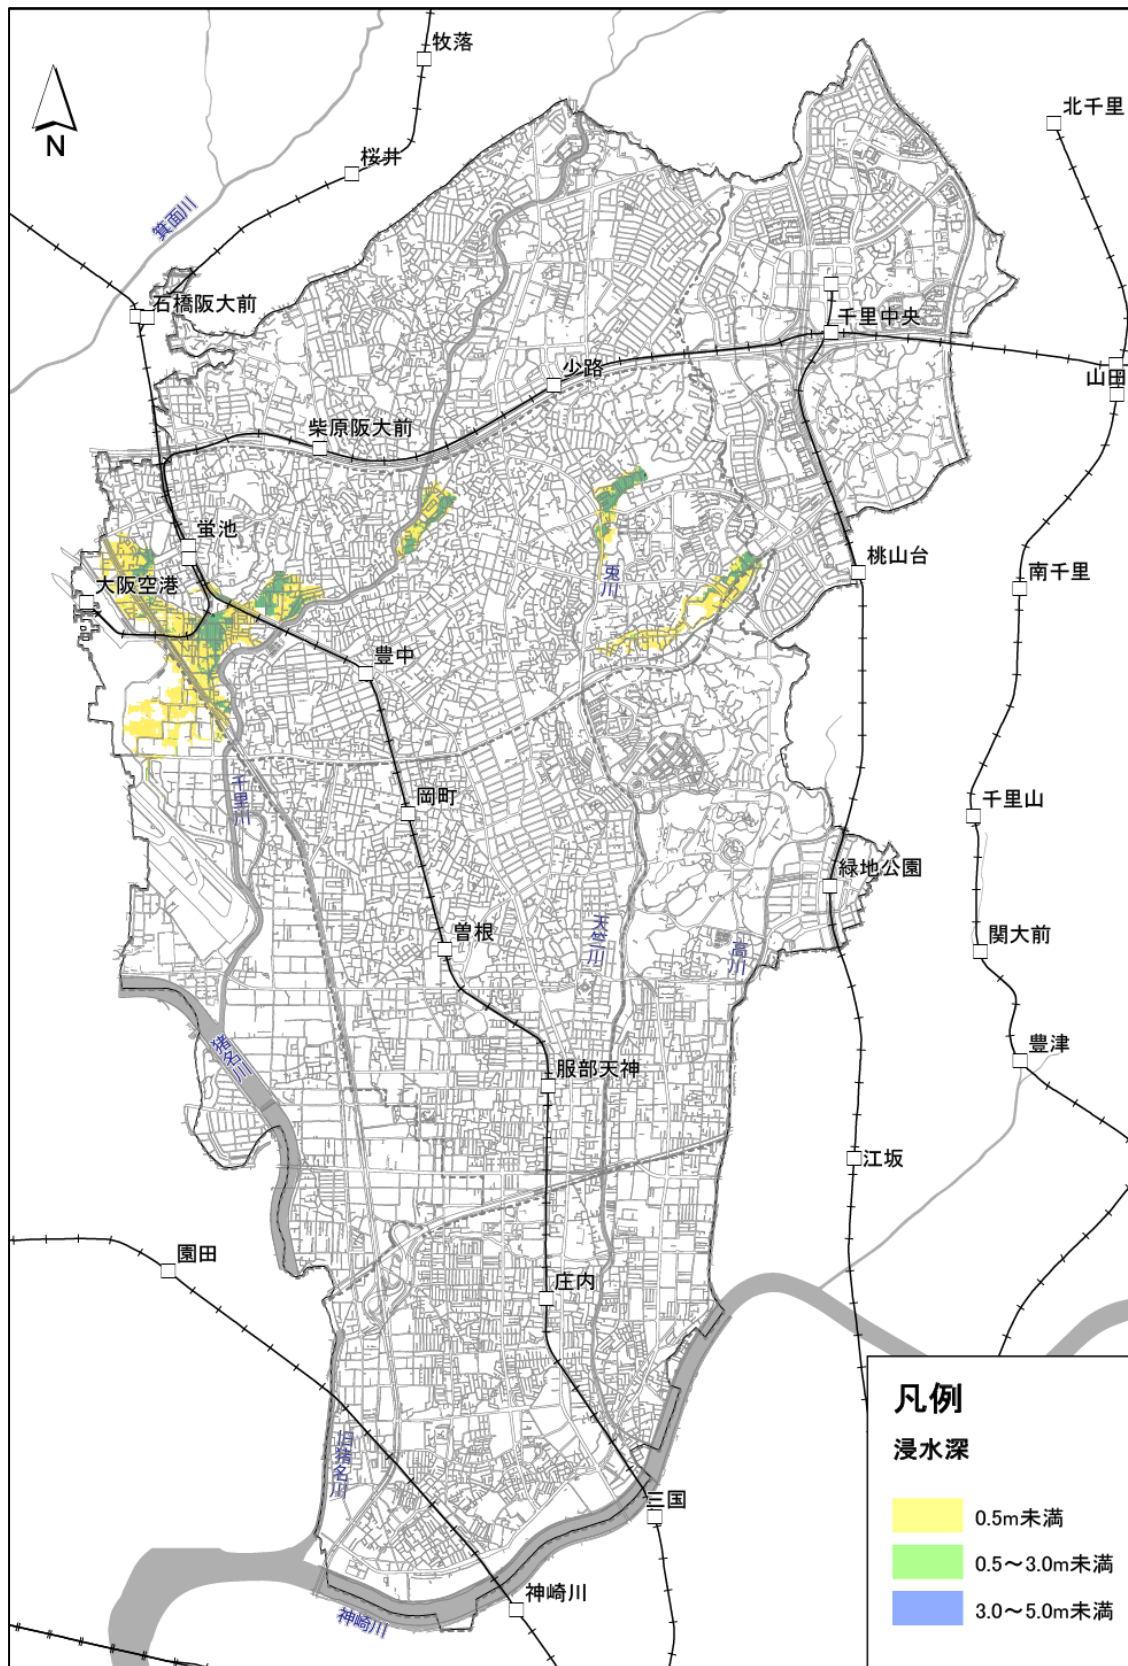 牧落
北千里
N
桜井
箕面川
石橋阪大前
千里中央
少路
山田
柴原阪大前
蛍池
桃山台
兎川
南千里
大阪空港
豊中
千里川
岡町
千里山
緑地公園
天竺川
曽根
高川
関大前
猪名川
服部天神
豊津
江坂
園田
庄内
凡例
浸水深
旧猪名川
三国
0.5m未満
0.5～3.0m未満
3.0～5.0m未満
神崎川
神崎川